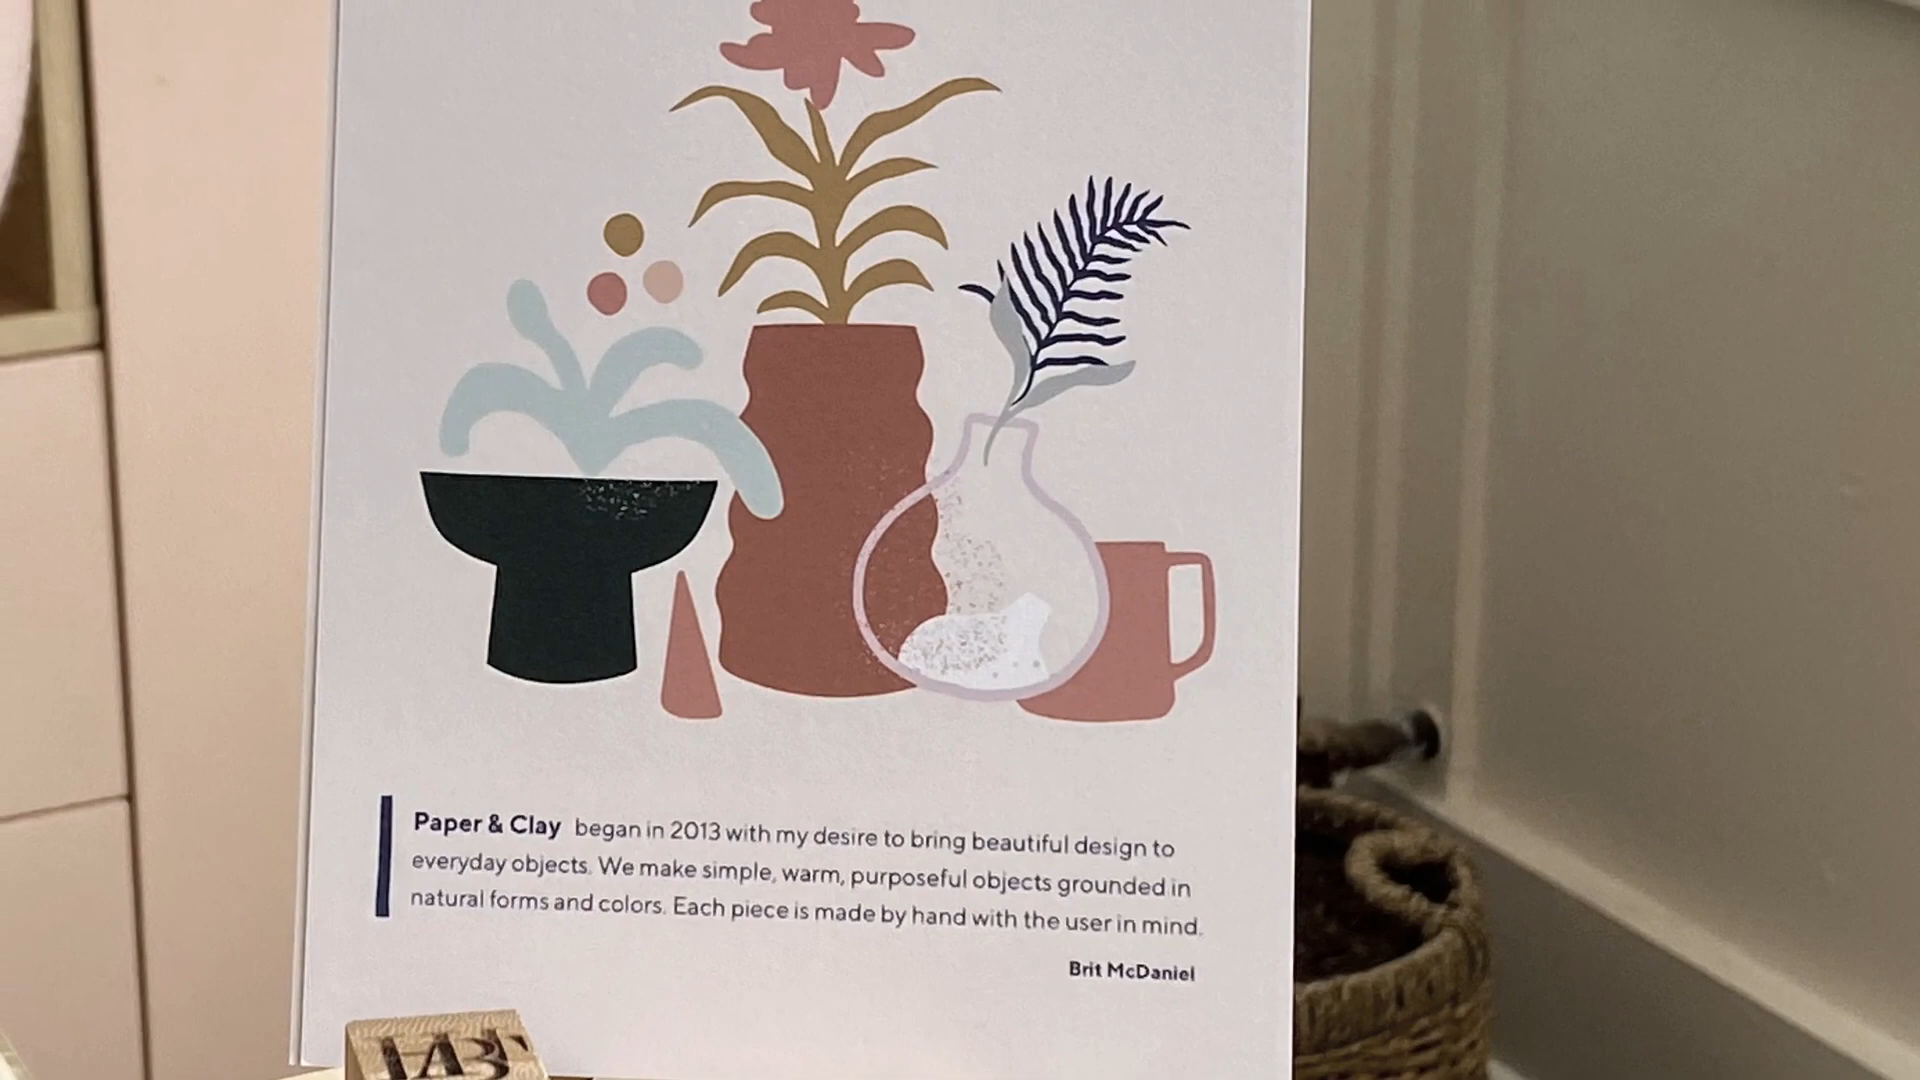 Paper & Clay began in 2013 with my desire to bring beautiful design to
everyday objects. We make simple, warm, purposeful objects grounded in
natural forms and colors. Each piece is made by hand with the user in mind.
Brit McDaniel